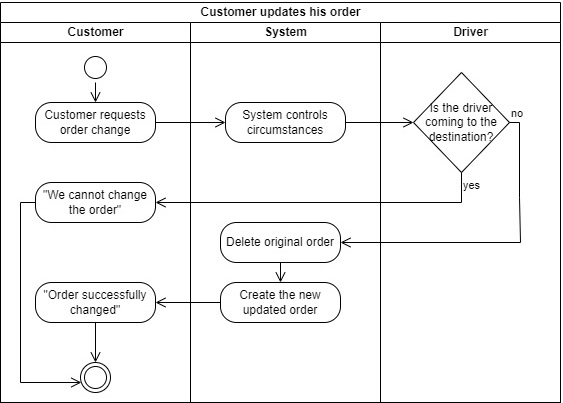 Customer updates his order
Customer
System
Driver
Customer requests
order change
System controls
circumstances
Is the driver
coming to the
destination?
no
yes
"We cannot change
the order"
Delete original order
"Order successfully
changed"
Create the new
updated order